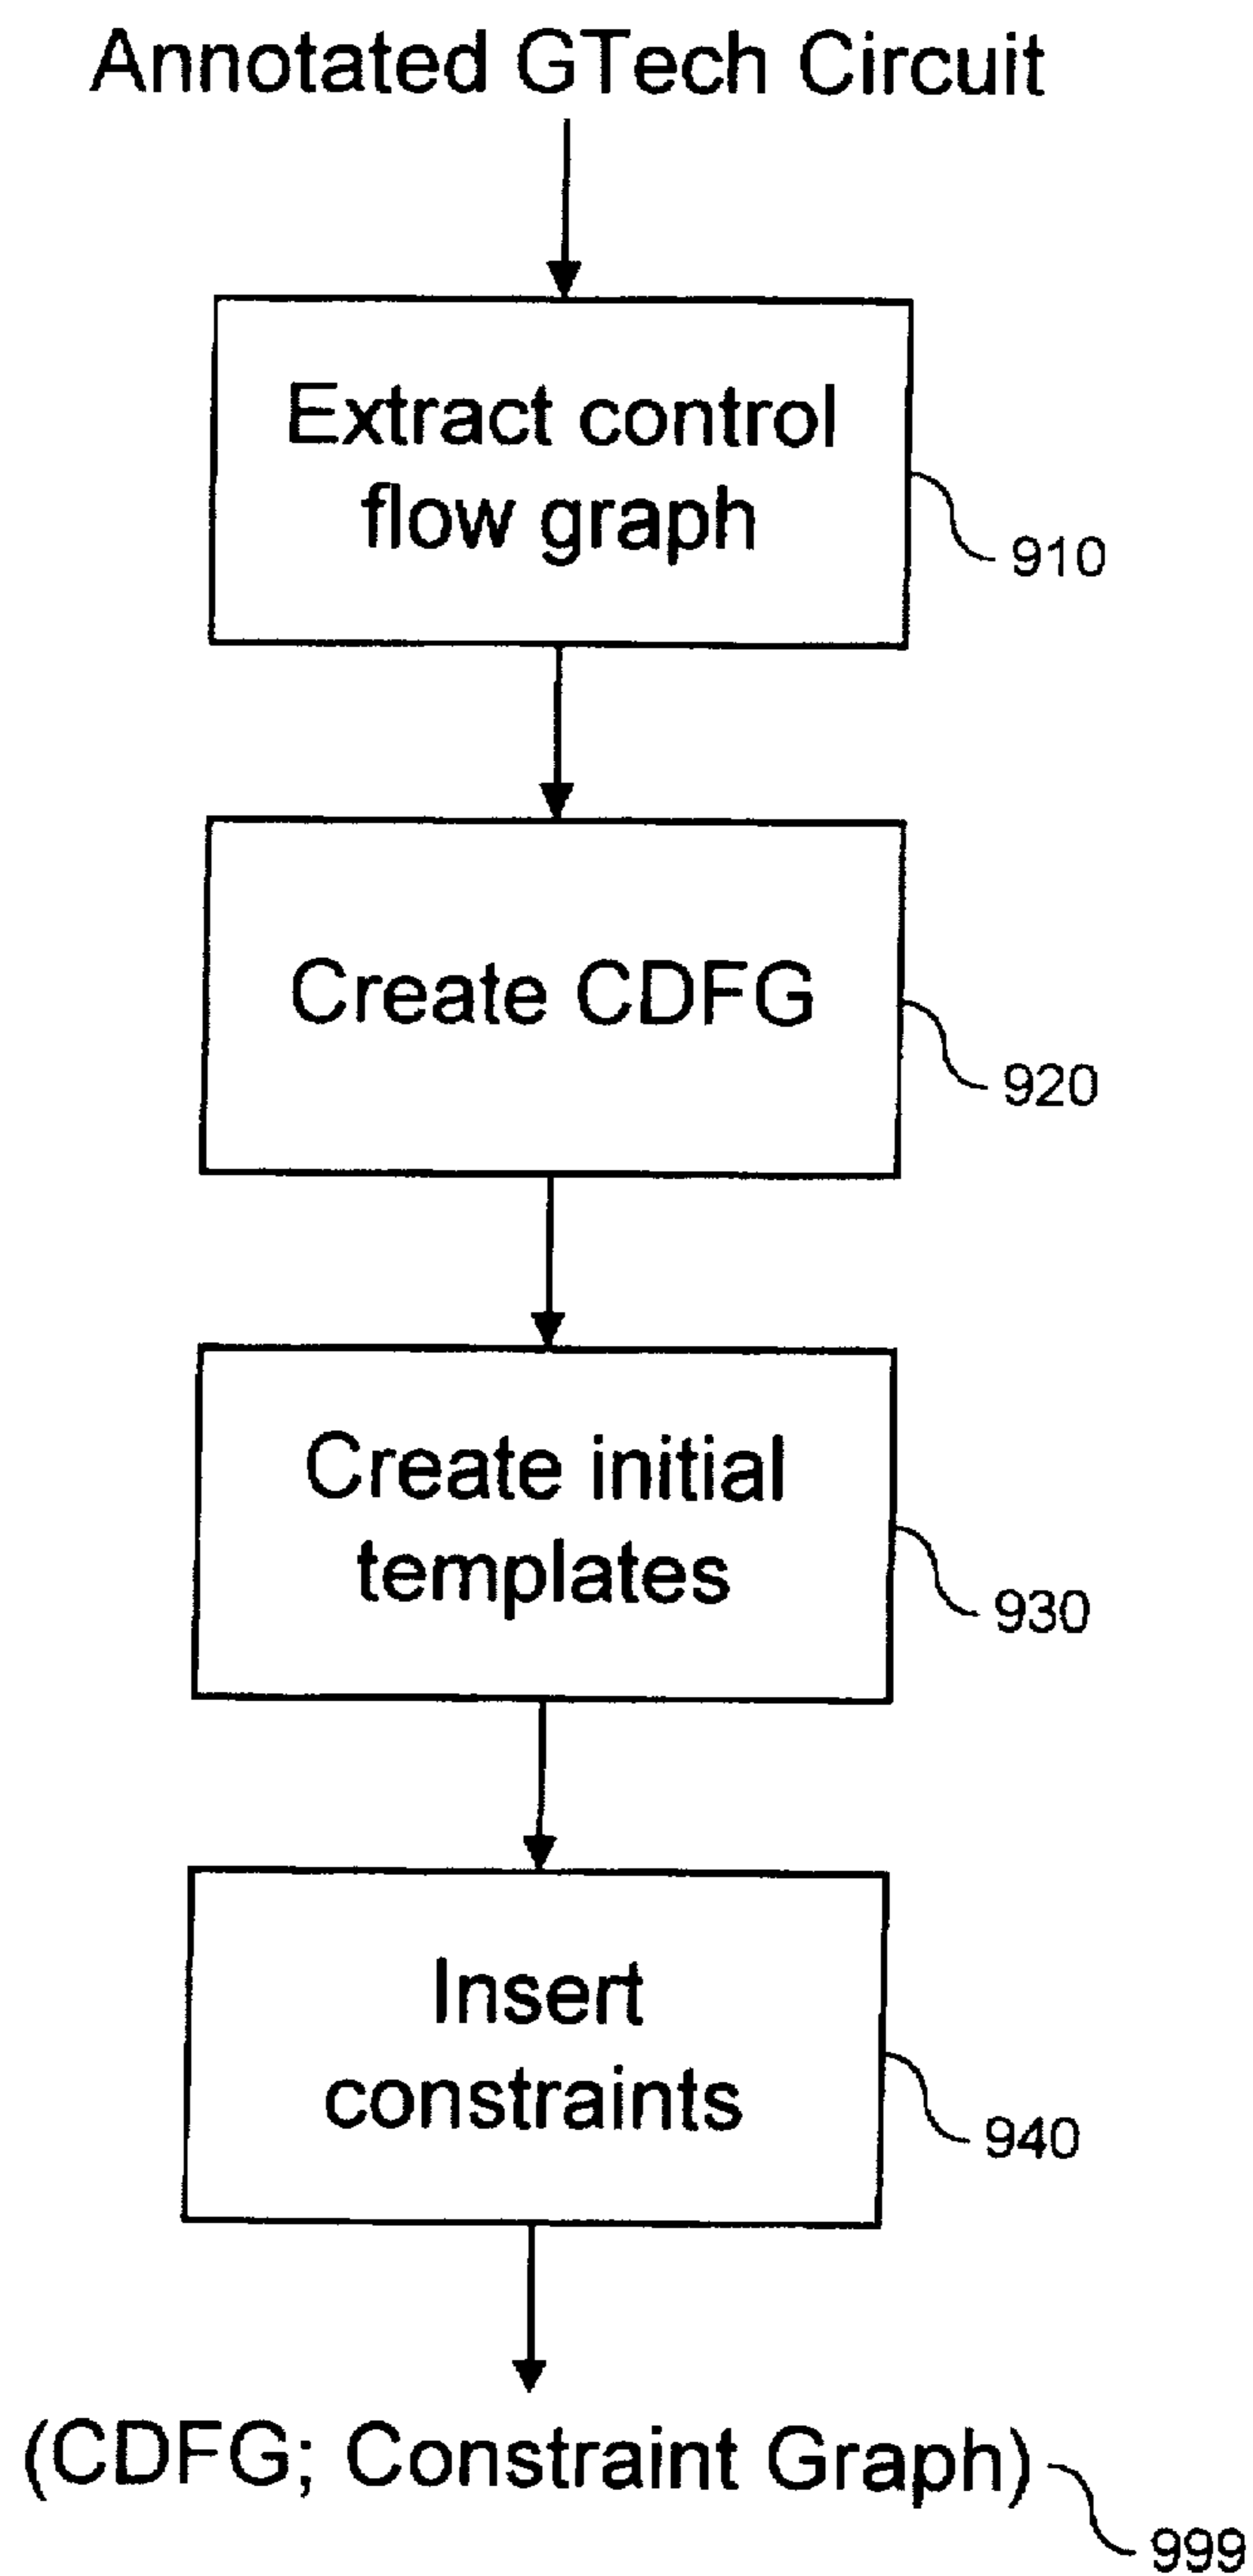 Annotated GTech Circuit
Extract control
flow graph
910
Create CDFG
920
Create initial
templates
930
Insert
constraints
940
(CDFG; Constraint Graph)
999